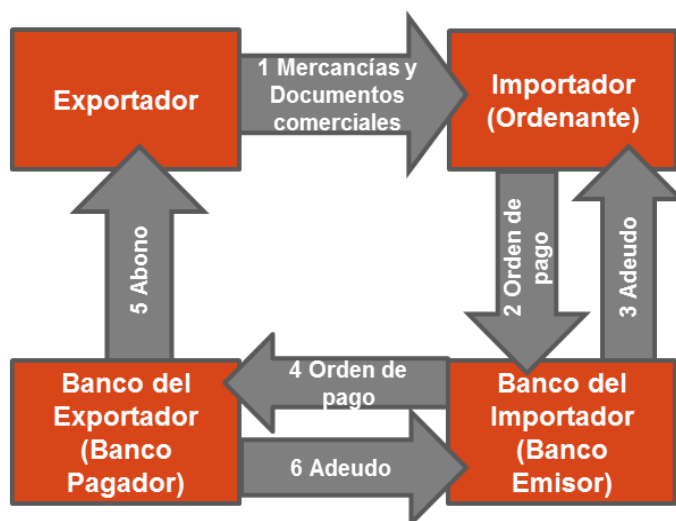 Exportador
1 Mercancías y
Documentos
comerciales
Importador
(Ordenante)
5 Abono
2 Orden de
pago
3 Adeudo
Banco del
Exportador
(Banco
Pagador)
4 Orden de
pago
6 Adeudo
Banco del
Importador
(Banco
Emisor)